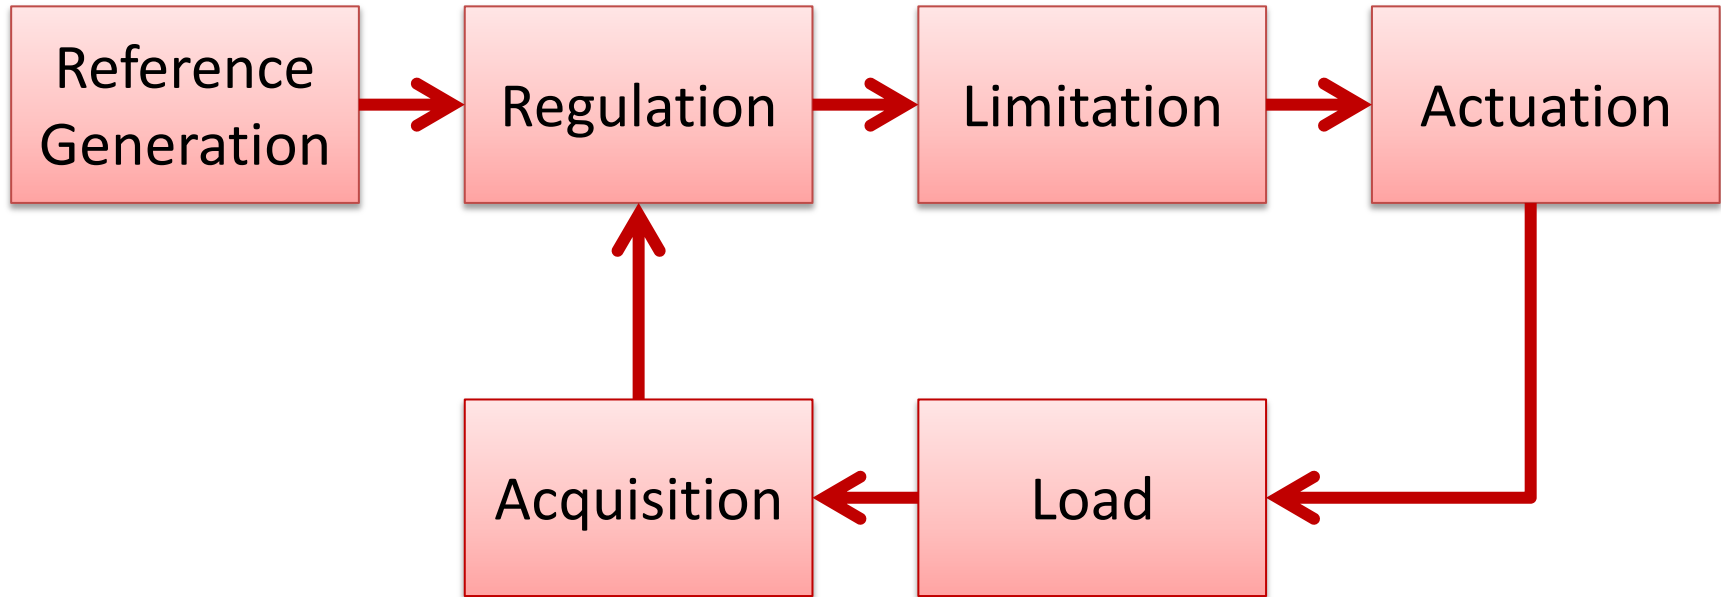 Reference
Generation
Regulation
Limitation
Actuation
Acquisition
Load